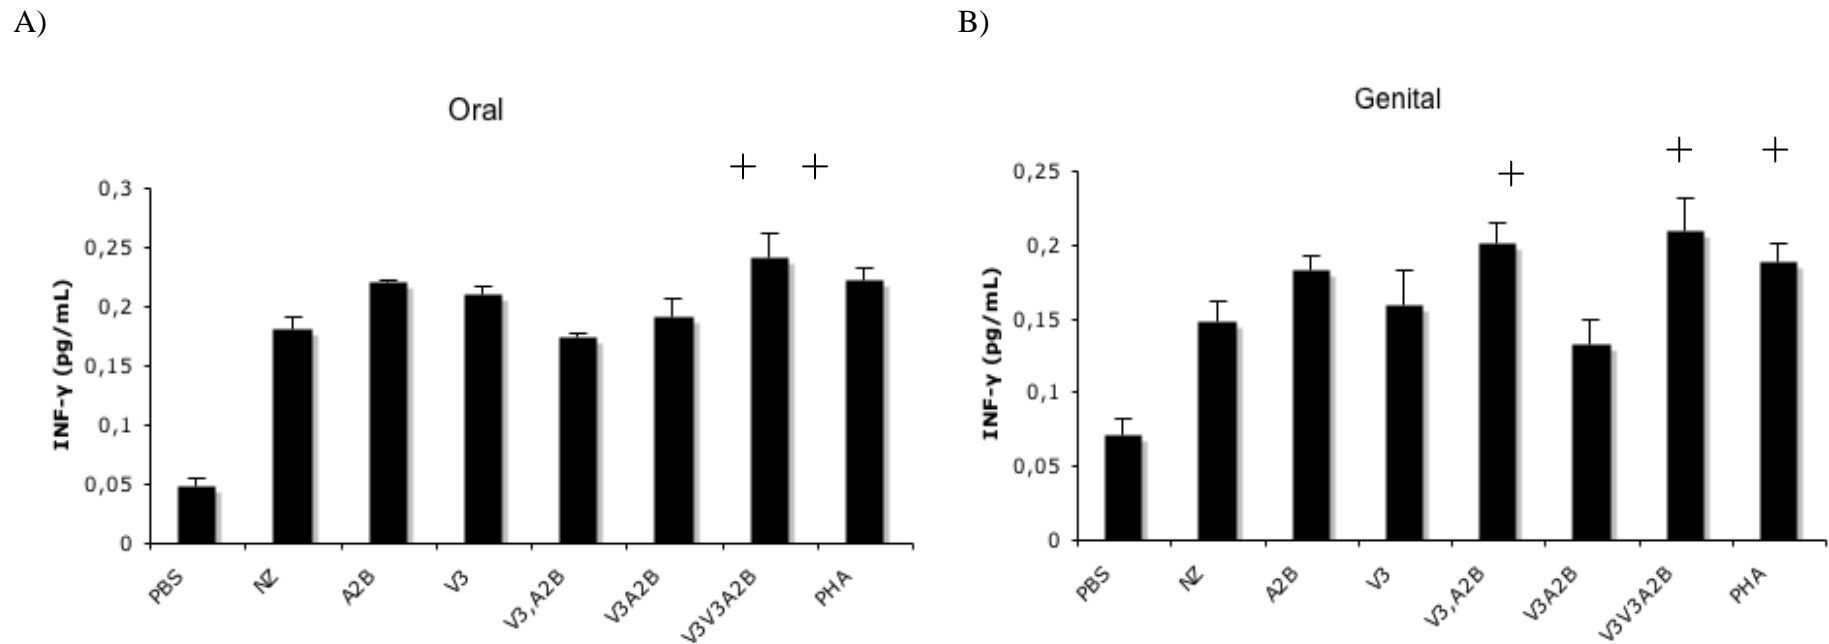 A)
Oral
INF-γ (pg/mL)
0,3
0,25
0,2
0,15
0,1
0,05
0
PBS
NZ
A2B
V3
V3,A2B
V3A2B
V3V3A2B
PHA
B)
Genital
INF-γ (pg/mL)
0,25
0,2
0,15
0,1
0,05
0
PBS
NZ
A2B
V3
V3,A2B
V3A2B
V3V3A2B
PHA